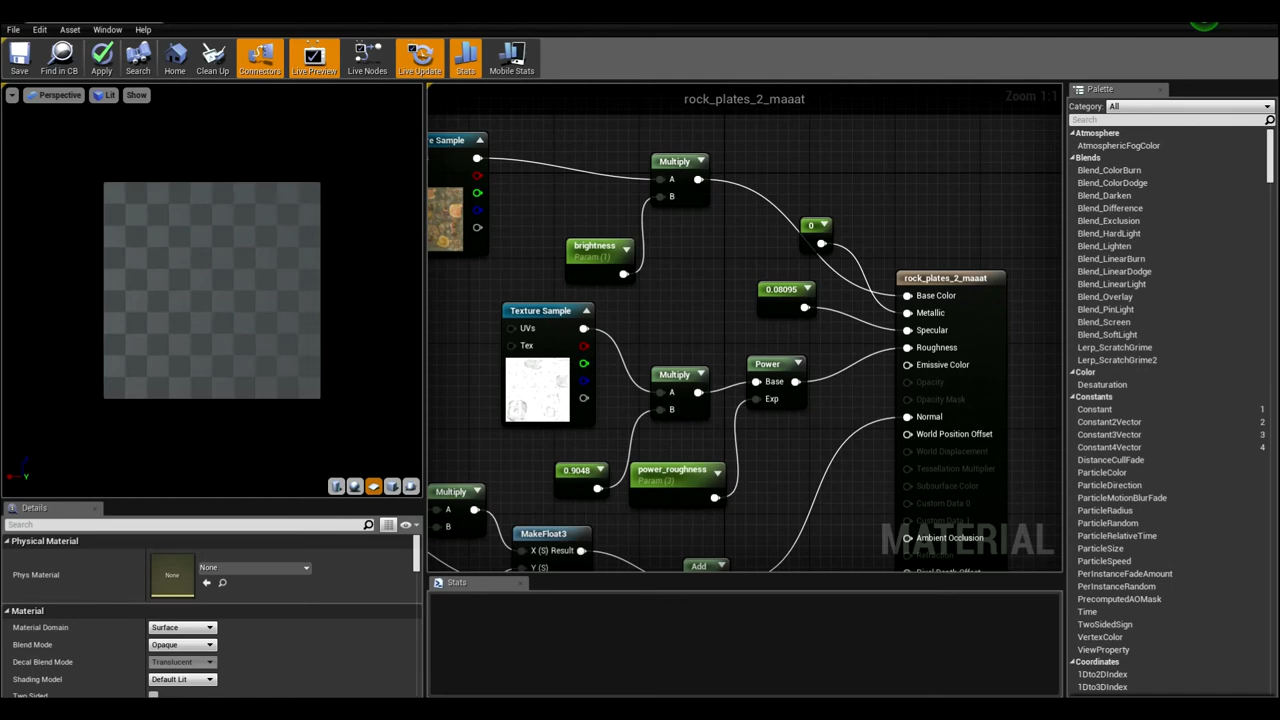 File Edit Asset Window Help
Save Find in CB Apply Search Home Clean Up Connectors Live Preview Live Nodes Live Update Stats Mobile Stats
Perspective Lit Show
rock_plates_2_maaat
Zoom 1:1
re Sample
Multiply
A
B
brightness
Param (1)
0
0.08095
Texture Sample
UVs
Tex
Multiply
A
B
Power
Base
Exp
0.9048
power_roughness
Param (3)
Multiply
A
B
MakeFloat3
X (S) Result
Y (S)
Add
rock_plates_2_maaat
Base Color
Metallic
Specular
Roughness
Emissive Color
Opacity
Opacity Mask
Normal
World Position Offset
World Displacement
Tessellation Multiplier
Subsurface Color
Custom Data 0
Custom Data 1
Ambient Occlusion
MATERIAL
Y
Details
Search
Physical Material
Phys Material
None
None
Material
Material Domain Surface
Blend Mode Opaque
Decal Blend Mode Translucent
Shading Model Default Lit
Two Sided
Stats
Palette
Category: All
Search
Atmosphere
AtmosphericFogColor
Blends
Blend_ColorBurn
Blend_ColorDodge
Blend_Darken
Blend_Difference
Blend_Exclusion
Blend_HardLight
Blend_Lighten
Blend_LinearBurn
Blend_LinearDodge
Blend_LinearLight
Blend_Overlay
Blend_PinLight
Blend_Screen
Blend_SoftLight
Lerp_ScratchGrime
Lerp_ScratchGrime2
Color
Desaturation
Constants
Constant 1
Constant2Vector 2
Constant3Vector 3
Constant4Vector 4
DistanceCullFade
ParticleColor
ParticleDirection
ParticleMotionBlurFade
ParticleRadius
ParticleRandom
ParticleRelativeTime
ParticleSize
ParticleSpeed
PerInstanceFadeAmount
PerInstanceRandom
PrecomputedAOMask
Time
TwoSidedSign
VertexColor
ViewProperty
Coordinates
1Dto2DIndex
1Dto3DIndex